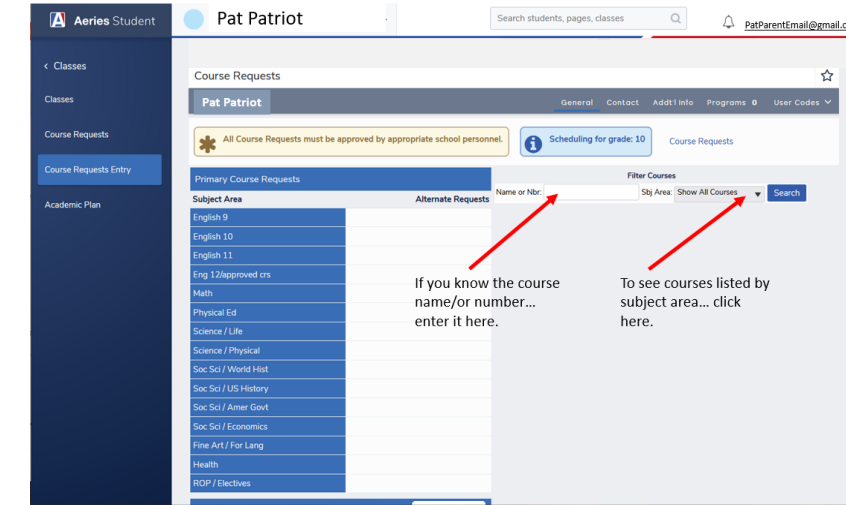 Aeries Student
Pat Patriot
Search students, pages, classes
PatParentEmail@gmail.c
< Classes
Classes
Course Requests
Course Requests Entry
Academic Plan
Course Requests
Pat Patriot
General Contact Addt'l Info Programs 0 User Codes
All Course Requests must be approved by appropriate school personnel.
Scheduling for grade: 10
Course Requests
Primary Course Requests
Subject Area Alternate Requests
English 9
English 10
English 11
Eng 12/approved crs
Math
Physical Ed
Science / Life
Science / Physical
Soc Sci / World Hist
Soc Sci / US History
Soc Sci / Amer Govt
Soc Sci / Economics
Fine Art / For Lang
Health
ROP / Electives
Filter Courses
Name or Nbr: Sbj Area: Show All Courses Search
If you know the course
name/or number...
enter it here.
To see courses listed by
subject area... click
here.